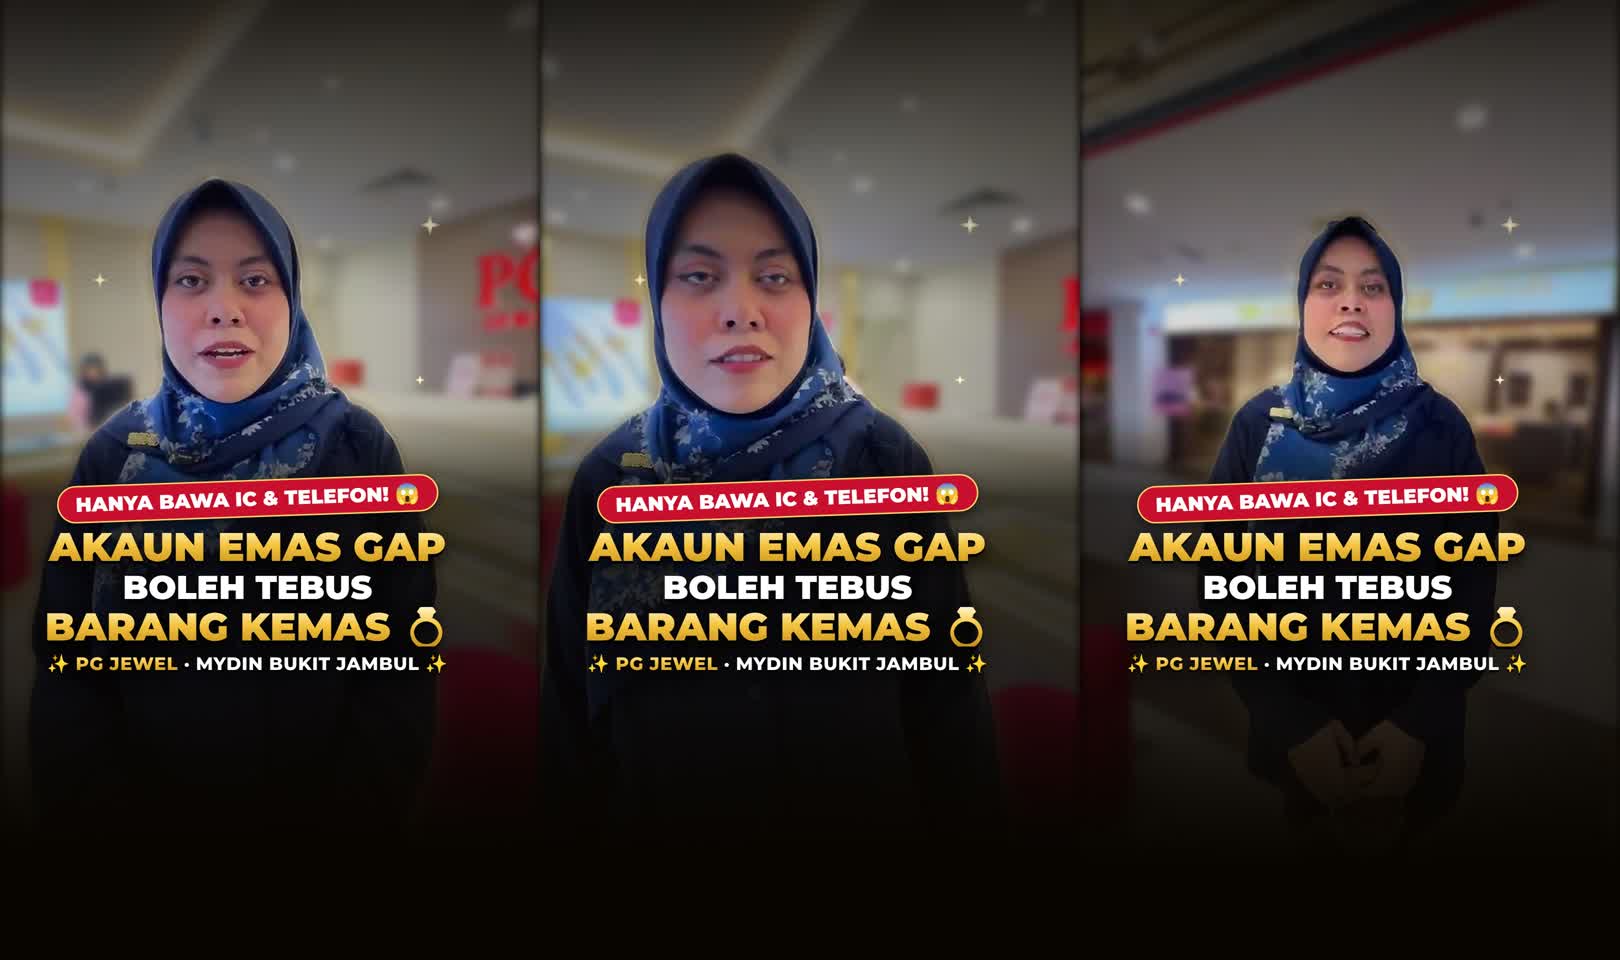 PG
HANYA BAWA IC & TELEFON! 😱
AKAUN EMAS GAP
BOLEH TEBUS
BARANG KEMAS 💍
✨ PG JEWEL · MYDIN BUKIT JAMBUL ✨
HANYA BAWA IC & TELEFON! 😱
AKAUN EMAS GAP
BOLEH TEBUS
BARANG KEMAS 💍
✨ PG JEWEL · MYDIN BUKIT JAMBUL ✨
HANYA BAWA IC & TELEFON! 😱
AKAUN EMAS GAP
BOLEH TEBUS
BARANG KEMAS 💍
✨ PG JEWEL · MYDIN BUKIT JAMBUL ✨